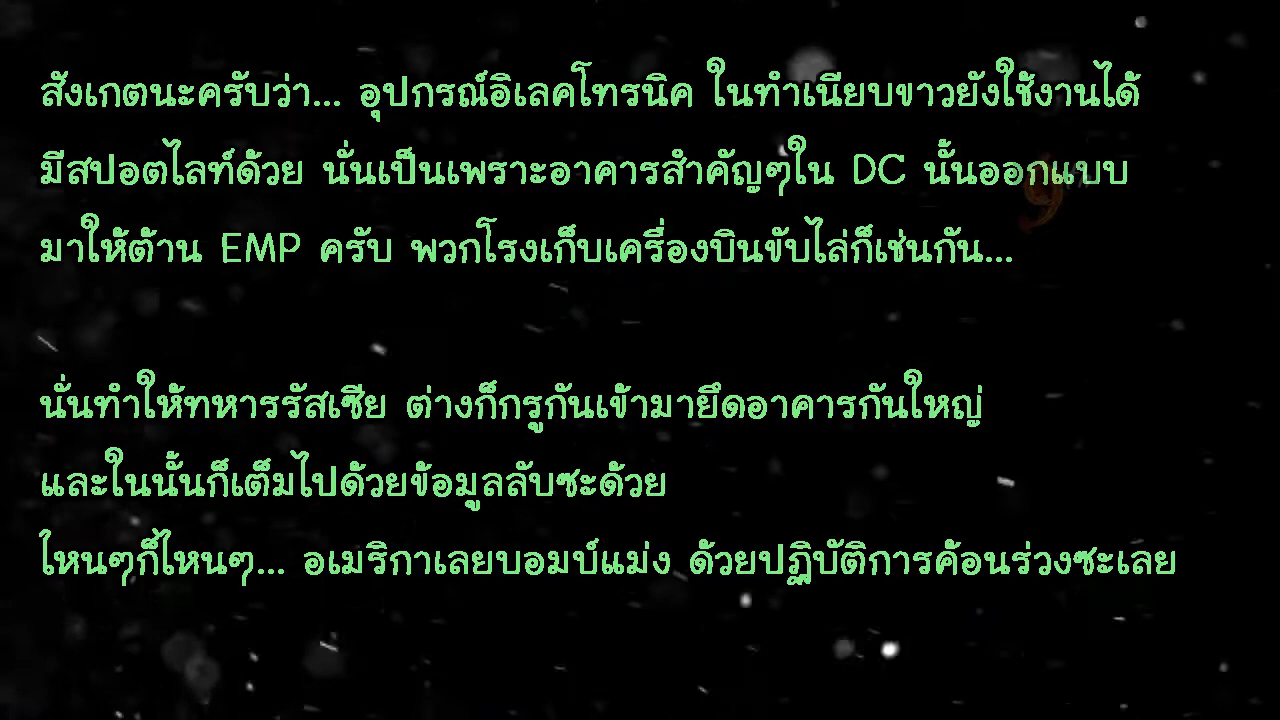 สังเกตนะครับว่า... อุปกรณ์อิเลคโทรนิค ในทำเนียบขาวยังใช้งานได้
มีสปอตไลท์ด้วย นั่นเป็นเพราะอาคารสำคัญๆใน DC นั้นออกแบบ
มาให้ต้าน EMP ครับ พวกโรงเก็บเครื่องบินขับไล่ก็เช่นกัน...
นั่นทำให้ทหารรัสเซีย ต่างก็กรูกันเข้ามายึดอาคารกันใหญ่
และในนั้นก็เต็มไปด้วยข้อมูลลับซะด้วย
ใหนๆก็ใหนๆ... อเมริกาเลยบอมบ์แม่ง ด้วยปฏิบัติการค้อนร่วงซะเลย